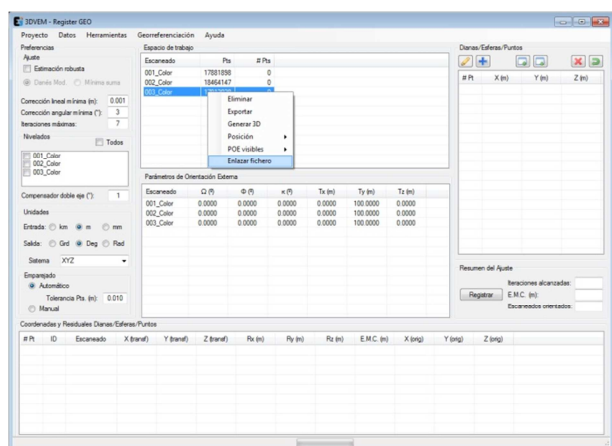 3DVEM - Register GEO
Proyecto Datos Herramientas Georreferenciación Ayuda
Preferencias
Ajuste
Estimación robusta
Danés Mod. Mínima suma
Corrección lineal mínima (m): 0.001
Corrección angular mínima ("): 3
Iteraciones máximas: 7
Nivelados
Todos
001_Color
002_Color
003_Color
Compensador doble eje ("): 1
Unidades
Entrada: km m mm
Salida: Grd Deg Rad
Sistema XYZ
Emparejado
Automático
Tolerancia Pts. (m): 0.010
Manual
Espacio de trabajo
Escaneado Pts # Pts
001_Color 17881898 0
002_Color 18464147 0
003_Color
Eliminar
Exportar
Generar 3D
Posición
POE visibles
Enlazar fichero
Parámetros de Orientación Externa
Escaneado Ω (º) Φ (º) κ (º) Tx (m) Ty (m) Tz (m)
001_Color 0.0000 0.0000 0.0000 0.0000 100.0000 0.0000
002_Color 0.0000 0.0000 0.0000 0.0000 100.0000 0.0000
003_Color 0.0000 0.0000 0.0000 0.0000 100.0000 0.0000
Dianas/Esferas/Puntos
# Pt X (m) Y (m) Z (m)
Resumen del Ajuste
Registrar
Iteraciones alcanzadas:
E.M.C. (m):
Escaneados orientados:
Coordenadas y Residuales Dianas/Esferas/Puntos
# Pt ID Escaneado X (transf) Y (transf) Z (transf) Rx (m) Ry (m) Rz (m) E.M.C. (m) X (orig) Y (orig) Z (orig)